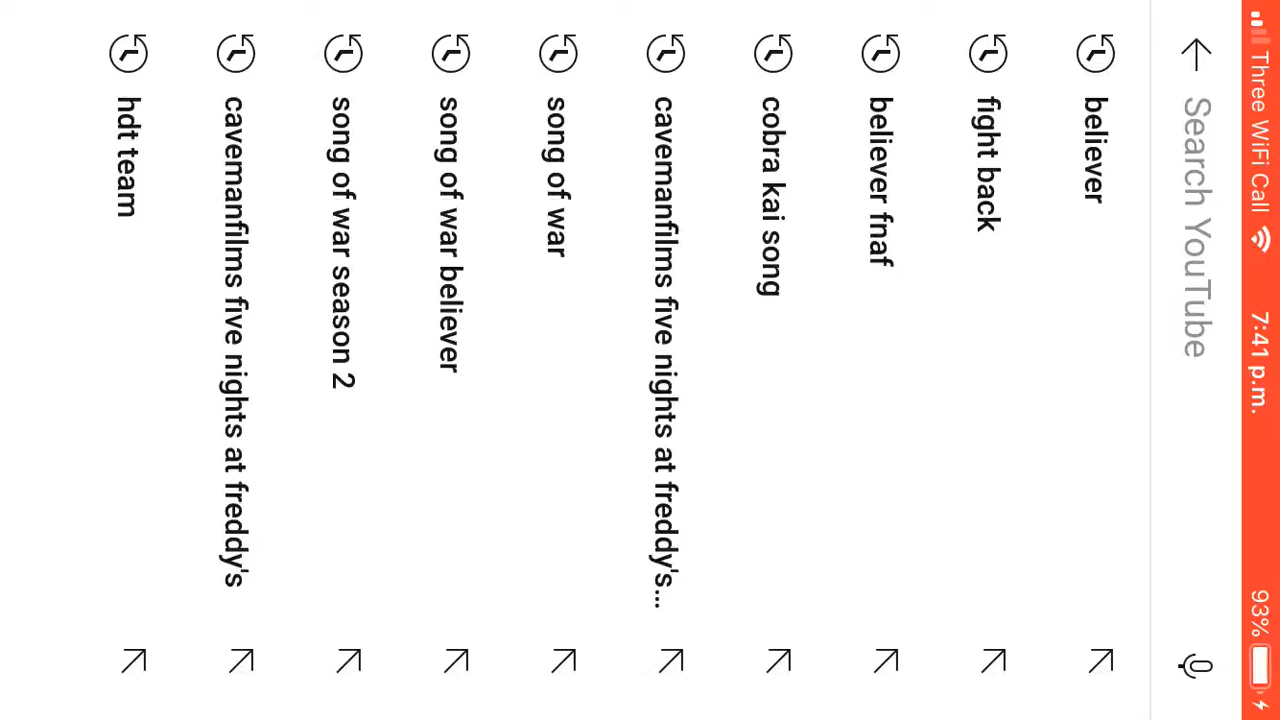 Three WiFi Call 7:41 p.m. 93%
Search YouTube
believer
fight back
believer fnaf
cobra kai song
cavemanfilms five nights at freddy's...
song of war
song of war believer
song of war season 2
cavemanfilms five nights at freddy's
hdt team